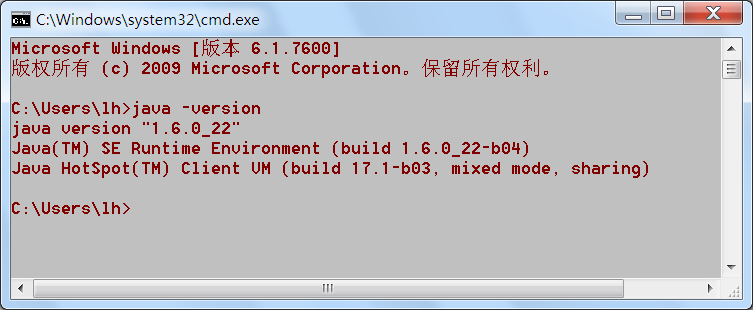 C:\Windows\system32\cmd.exe
Microsoft Windows [版本 6.1.7600]
版权所有 (c) 2009 Microsoft Corporation。保留所有权利。
C:\Users\lh>java -version
java version "1.6.0_22"
Java(TM) SE Runtime Environment (build 1.6.0_22-b04)
Java HotSpot(TM) Client VM (build 17.1-b03, mixed mode, sharing)
C:\Users\lh>